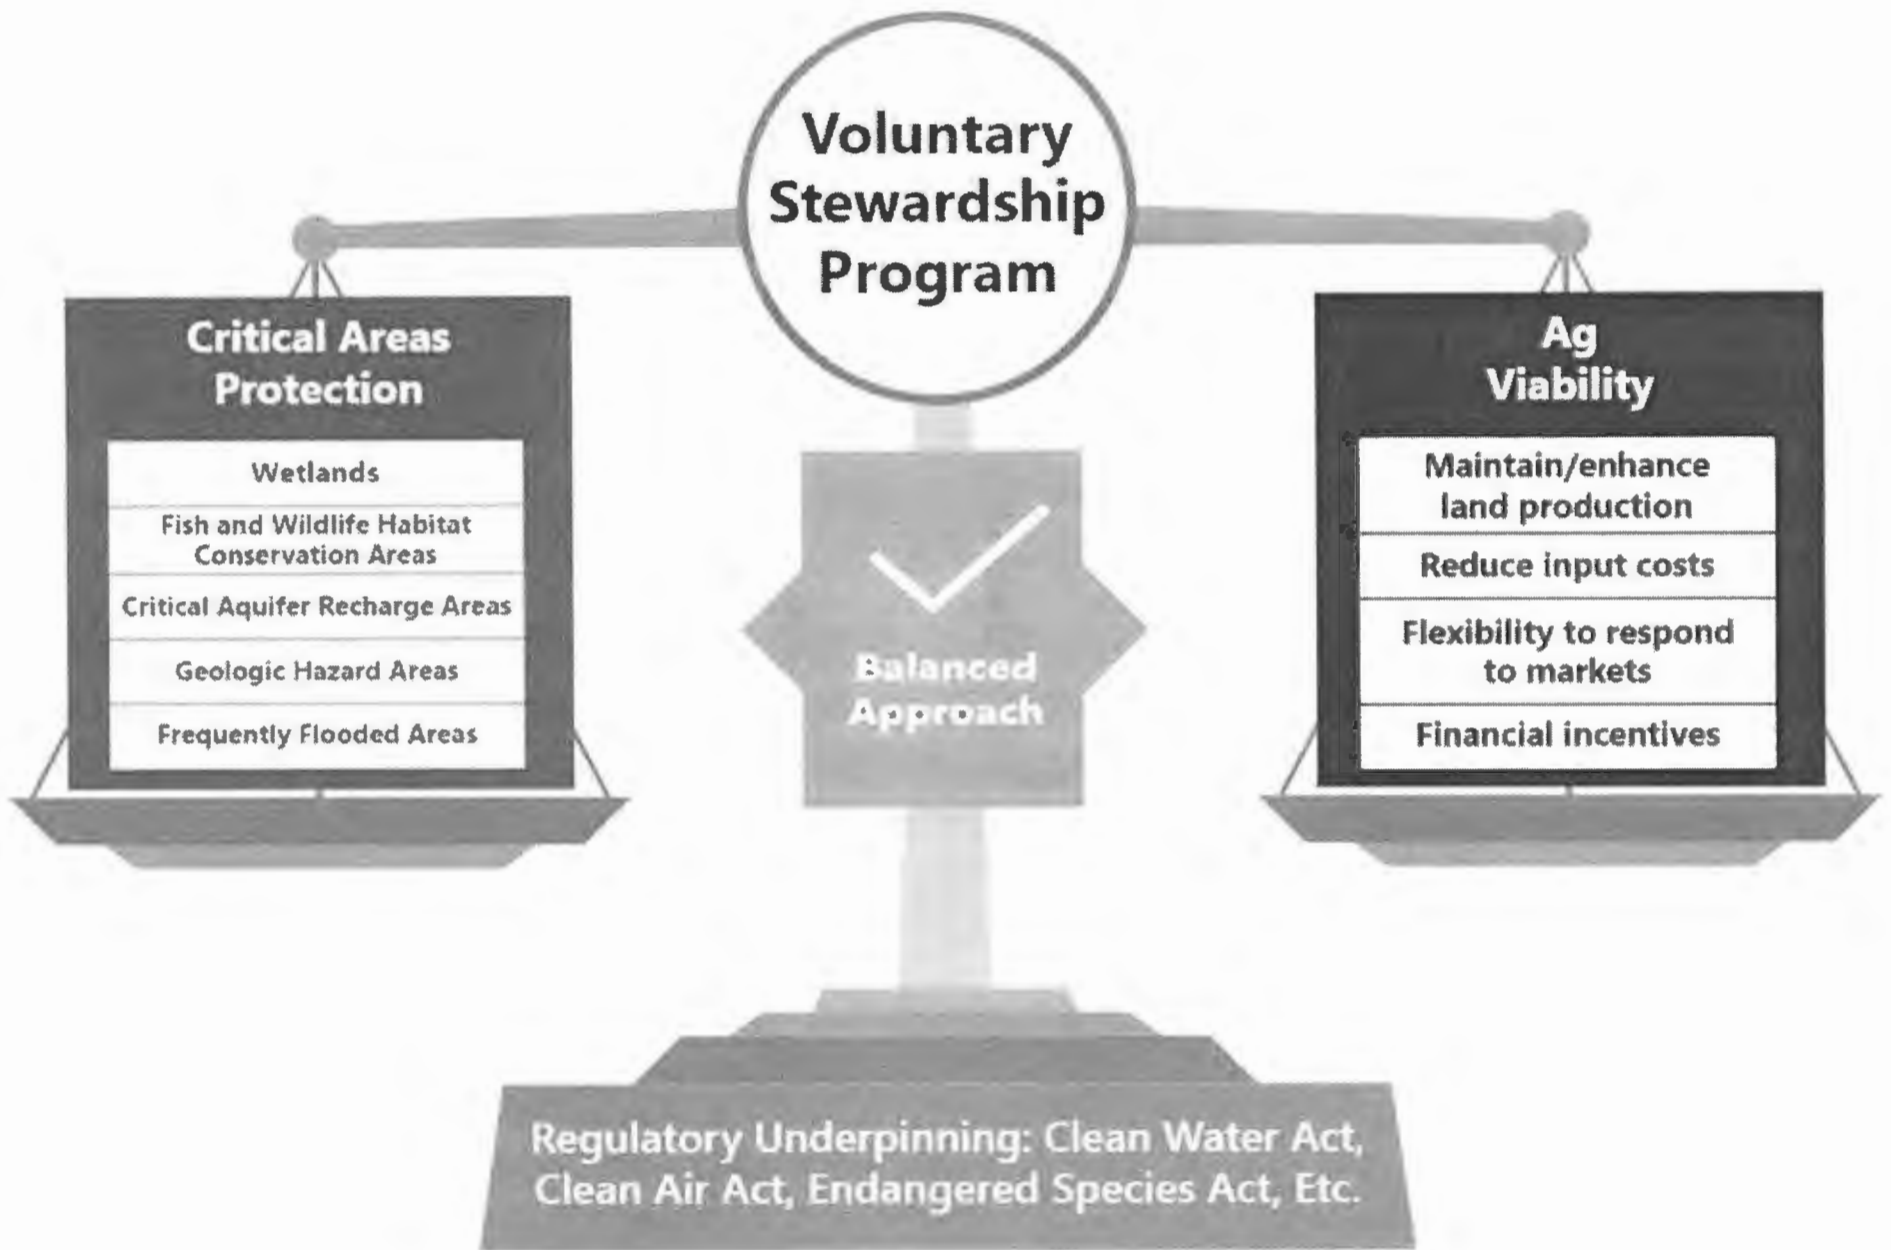 Voluntary
Stewardship
Program
Critical Areas
Protection
Wetlands
Fish and Wildlife Habitat
Conservation Areas
Critical Aquifer Recharge Areas
Geologic Hazard Areas
Frequently Flooded Areas
Balanced
Approach
Ag
Viability
Maintain/enhance
land production
Reduce input costs
Flexibility to respond
to markets
Financial incentives
Regulatory Underpinning: Clean Water Act,
Clean Air Act, Endangered Species Act, Etc.